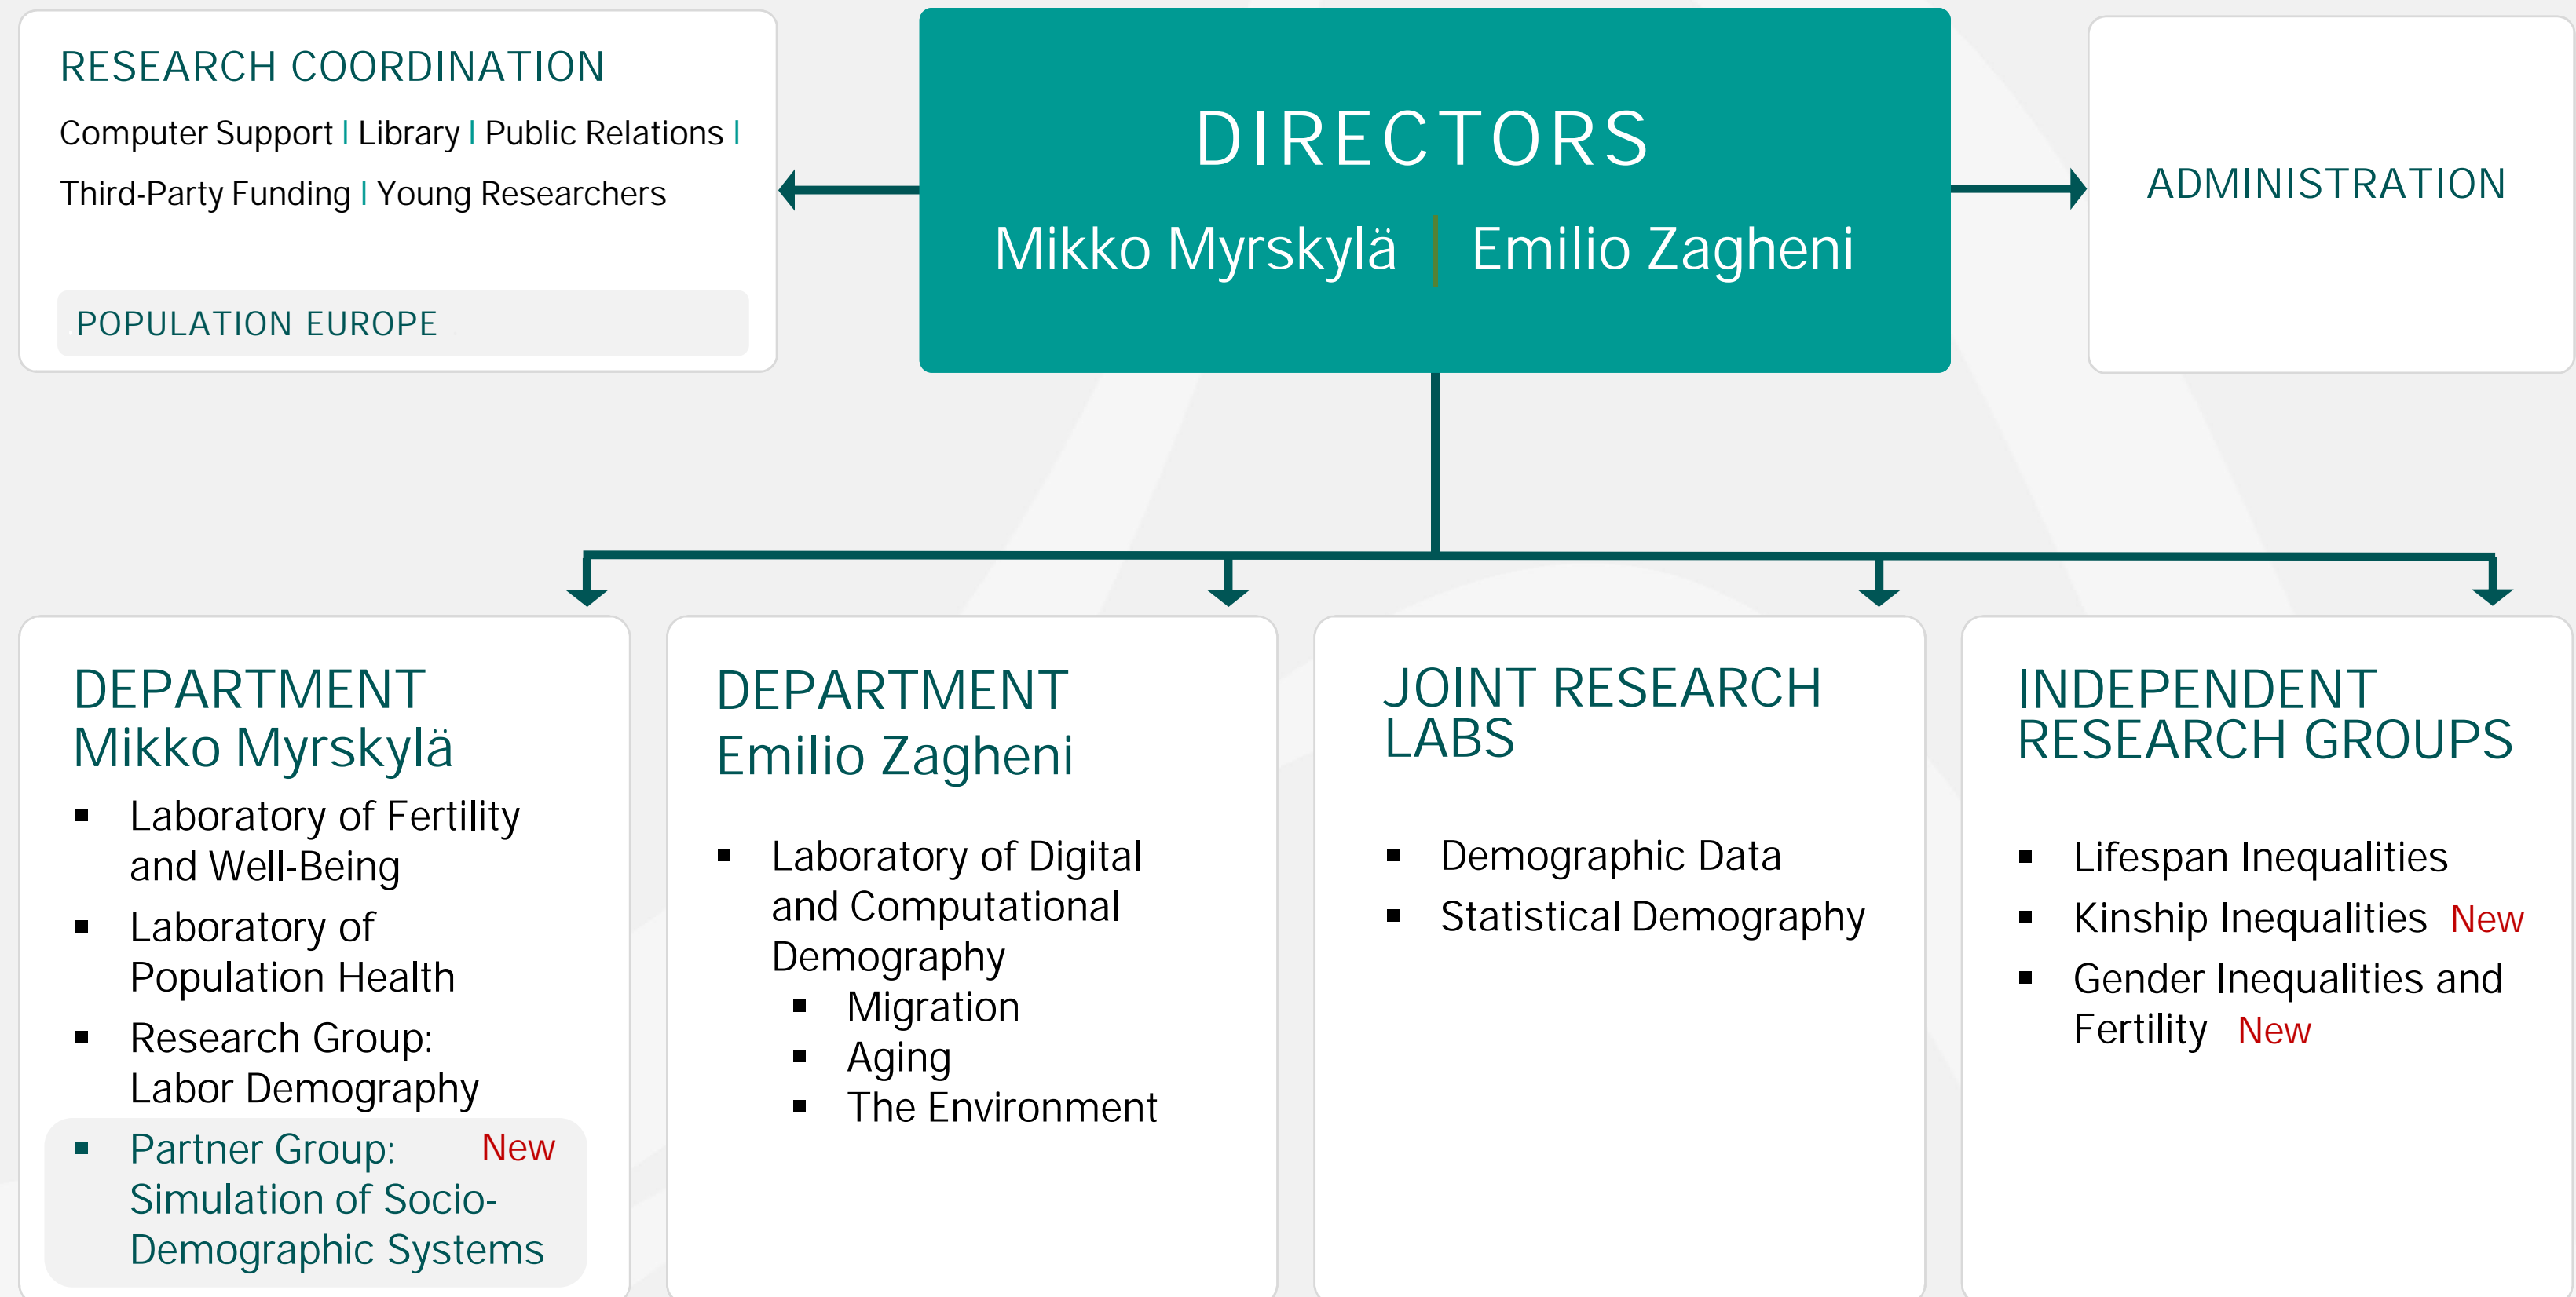 RESEARCH COORDINATION
Computer Support | Library | Public Relations |
Third-Party Funding | Young Researchers
POPULATION EUROPE
DIRECTORS
Mikko Myrskylä | Emilio Zagheni
ADMINISTRATION
DEPARTMENT
Mikko Myrskylä
▪ Laboratory of Fertility
and Well-Being
▪ Laboratory of
Population Health
▪ Research Group:
Labor Demography
▪ Partner Group: New
Simulation of Socio-
Demographic Systems
DEPARTMENT
Emilio Zagheni
▪ Laboratory of Digital
and Computational
Demography
▪ Migration
▪ Aging
▪ The Environment
JOINT RESEARCH
LABS
▪ Demographic Data
▪ Statistical Demography
INDEPENDENT
RESEARCH GROUPS
▪ Lifespan Inequalities
▪ Kinship Inequalities New
▪ Gender Inequalities and
Fertility New